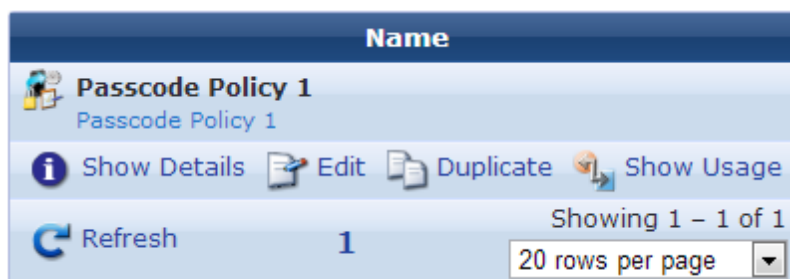 Name
Passcode Policy 1
Passcode Policy 1
Show Details Edit Duplicate Show Usage
Showing 1 – 1 of 1
Refresh 1
20 rows per page